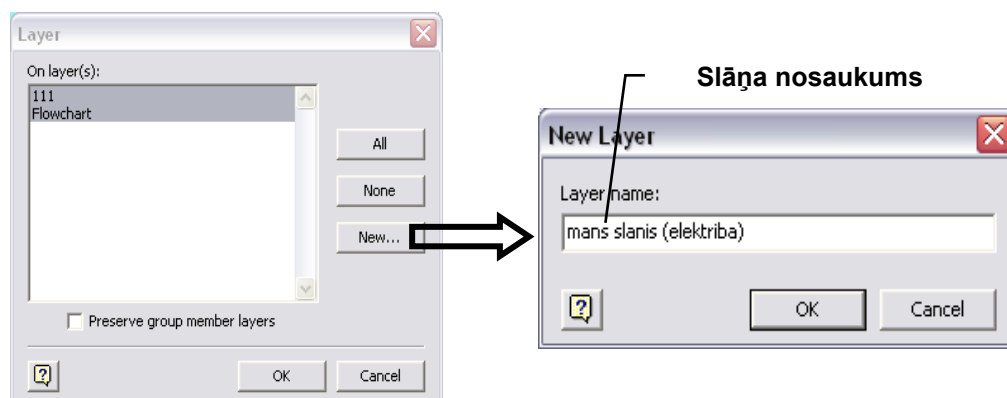 Layer
On layer(s):
111
Flowchart
All
None
New...
Preserve group member layers
OK
Cancel
Slāņa nosaukums
New Layer
Layer name:
mans slanis (elektriba)
OK
Cancel